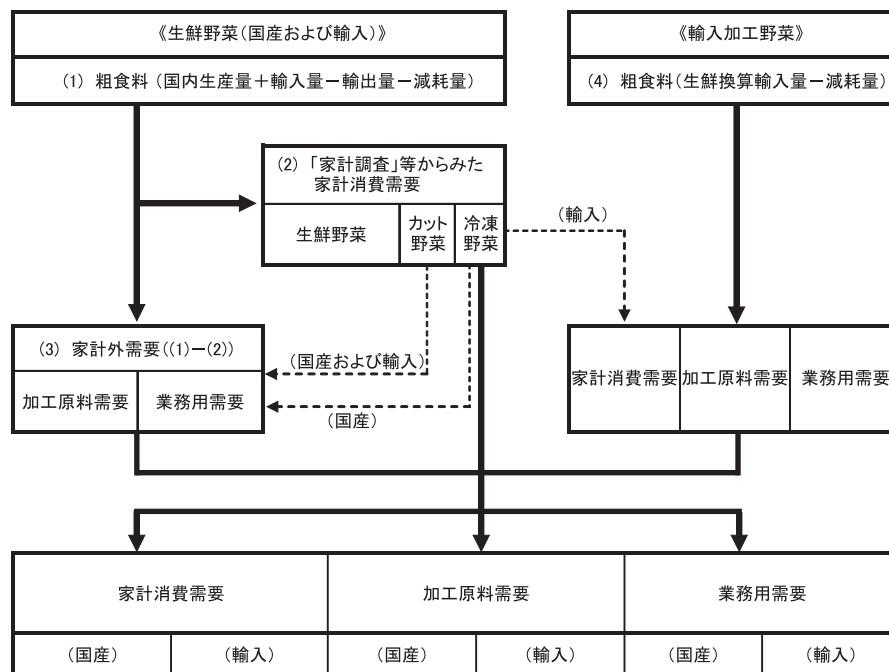 《生鮮野菜（国産および輸入）》
(1) 粗食料（国内生産量＋輸入量－輸出量－減耗量）
《輸入加工野菜》
(4) 粗食料（生鮮換算輸入量－減耗量）
(2) 「家計調査」等からみた
家計消費需要
生鮮野菜
カット
野菜
冷凍
野菜
（輸入）
(3) 家計外需要((1)－(2))
加工原料需要
業務用需要
（国産および輸入）
（国産）
家計消費需要
加工原料需要
業務用需要
家計消費需要
加工原料需要
業務用需要
（国産）
（輸入）
（国産）
（輸入）
（国産）
（輸入）